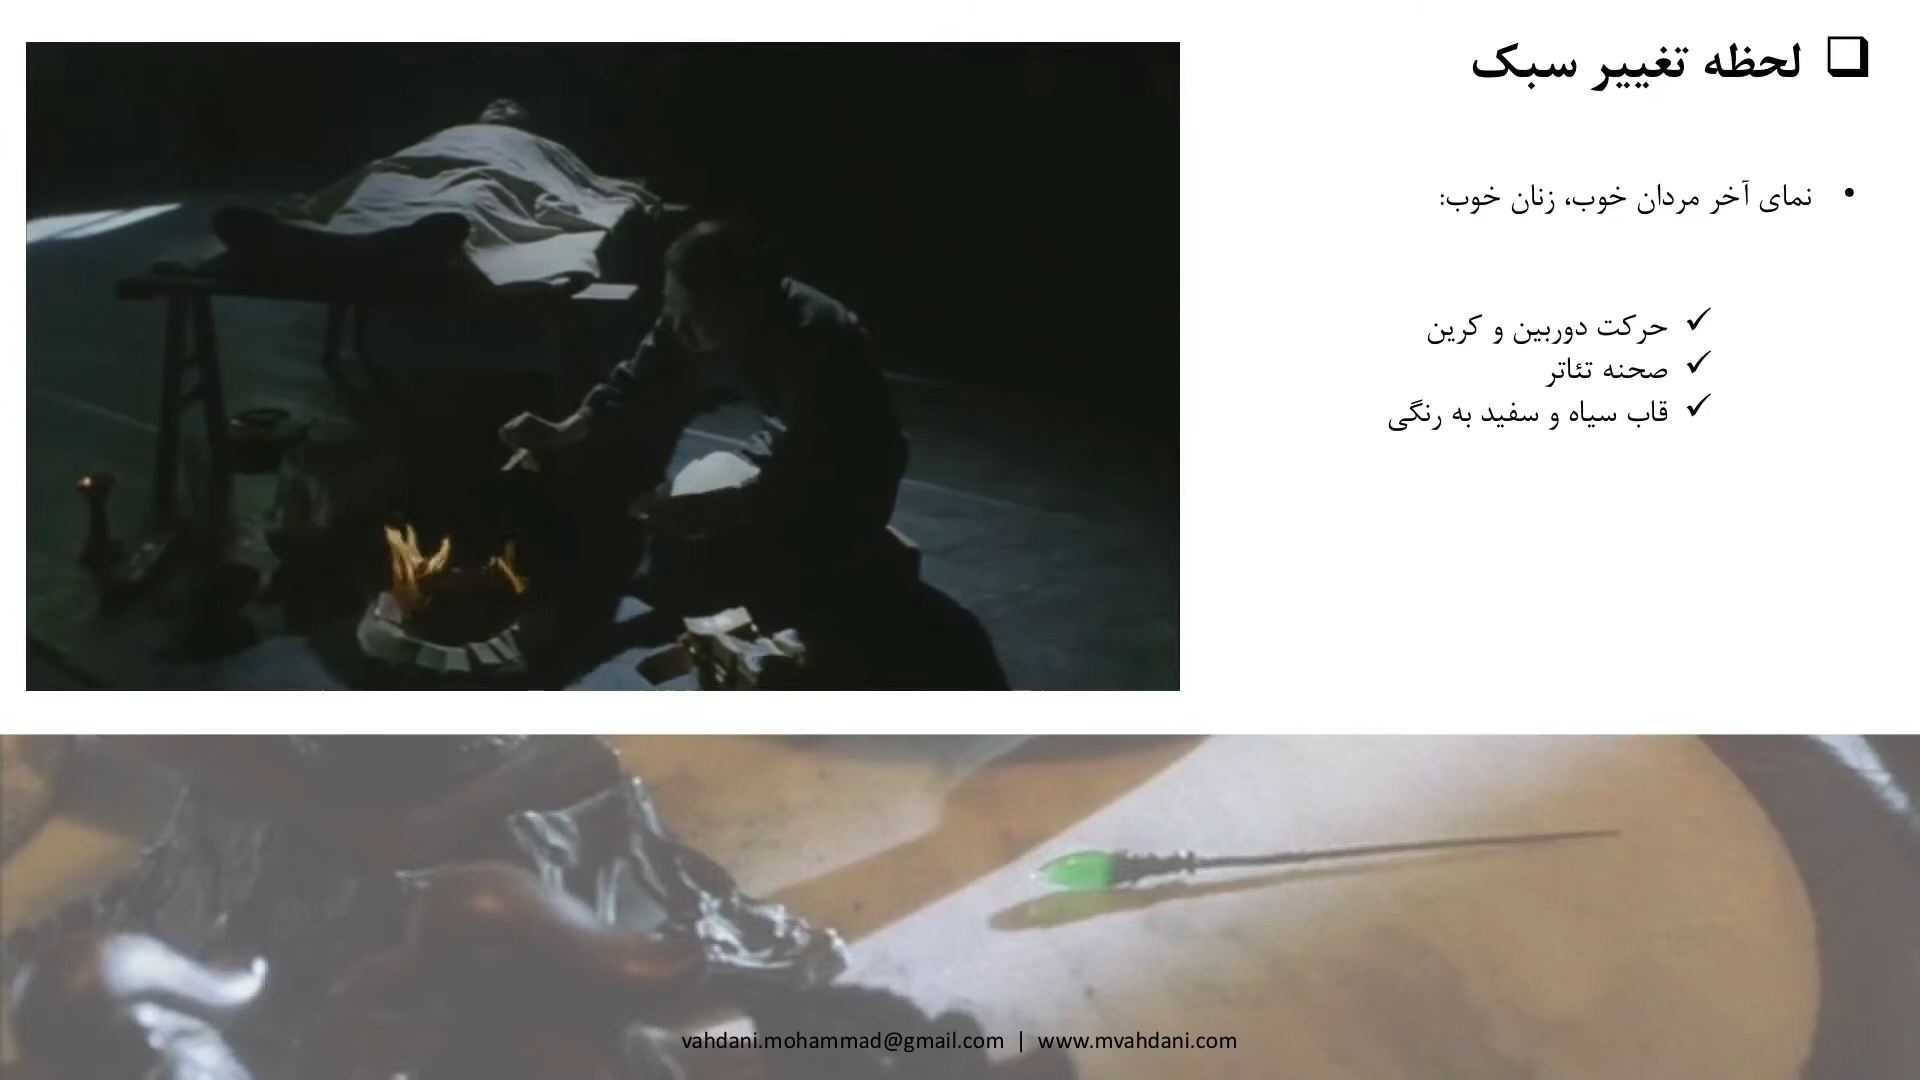 لحظه تغییر سبک
نمای آخر مردان خوب، زنان خوب:
حرکت دوربین و کرین
صحنه تئاتر
قاب سیاه و سفید به رنگی
vahdani.mohammad@gmail.com | www.mvahdani.com